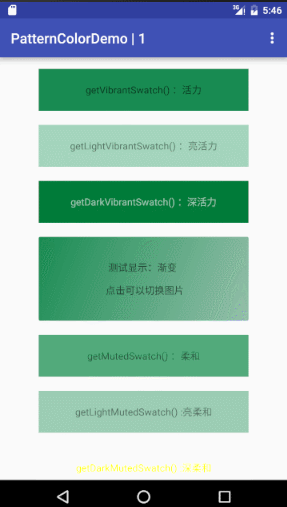 3G 5:46
PatternColorDemo | 1
getVibrantSwatch() : 活力
getLightVibrantSwatch() : 亮活力
getDarkVibrantSwatch() : 深活力
测试显示：渐变
点击可以切换图片
getMutedSwatch() : 柔和
getLightMutedSwatch() :亮柔和
getDarkMutedSwatch() :深柔和